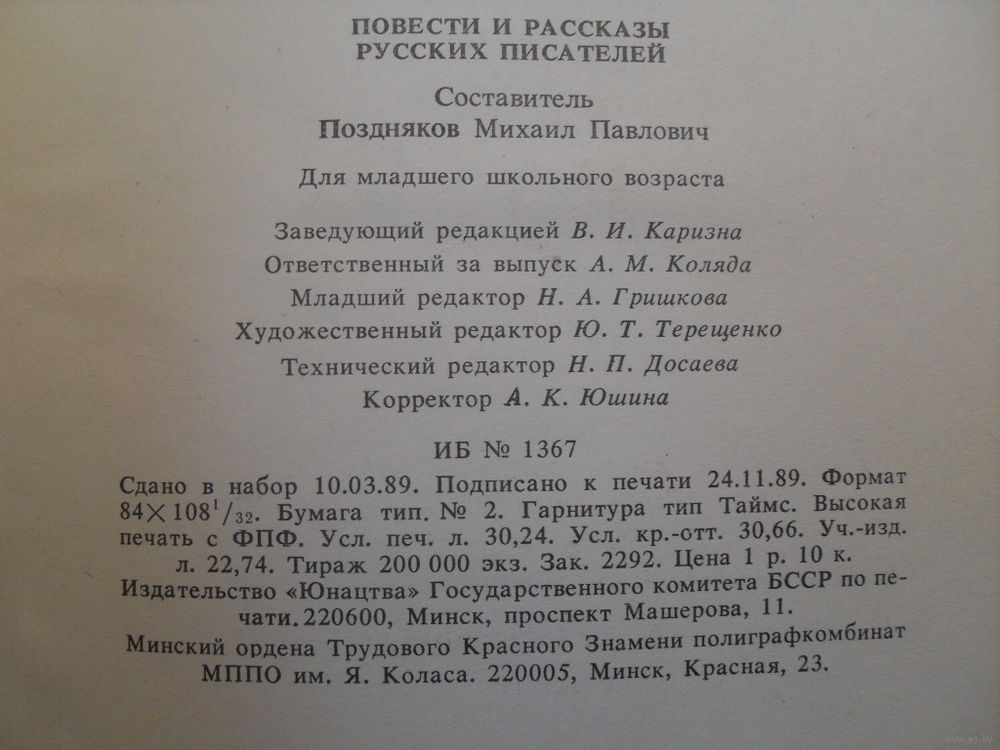 ПОВЕСТИ И РАССКАЗЫ
РУССКИХ ПИСАТЕЛЕЙ
Составитель
Поздняков Михаил Павлович
Для младшего школьного возраста
Заведующий редакцией В. И. Каризна
Ответственный за выпуск А. М. Коляда
Младший редактор Н. А. Гришкова
Художественный редактор Ю. Т. Терещенко
Технический редактор Н. П. Досаева
Корректор А. К. Юшина
ИБ № 1367
Сдано в набор 10.03.89. Подписано к печати 24.11.89. Формат
84×108¹/₃₂. Бумага тип. № 2. Гарнитура тип Таймс. Высокая
печать с ФПФ. Усл. печ. л. 30,24. Усл. кр.-отт. 30,66. Уч.-изд.
л. 22,74. Тираж 200 000 экз. Зак. 2292. Цена 1 р. 10 к.
Издательство «Юнацтва» Государственного комитета БССР по пе-
чати. 220600, Минск, проспект Машерова, 11.
Минский ордена Трудового Красного Знамени полиграфкомбинат
МППО им. Я. Коласа. 220005, Минск, Красная, 23.
www.ay.by